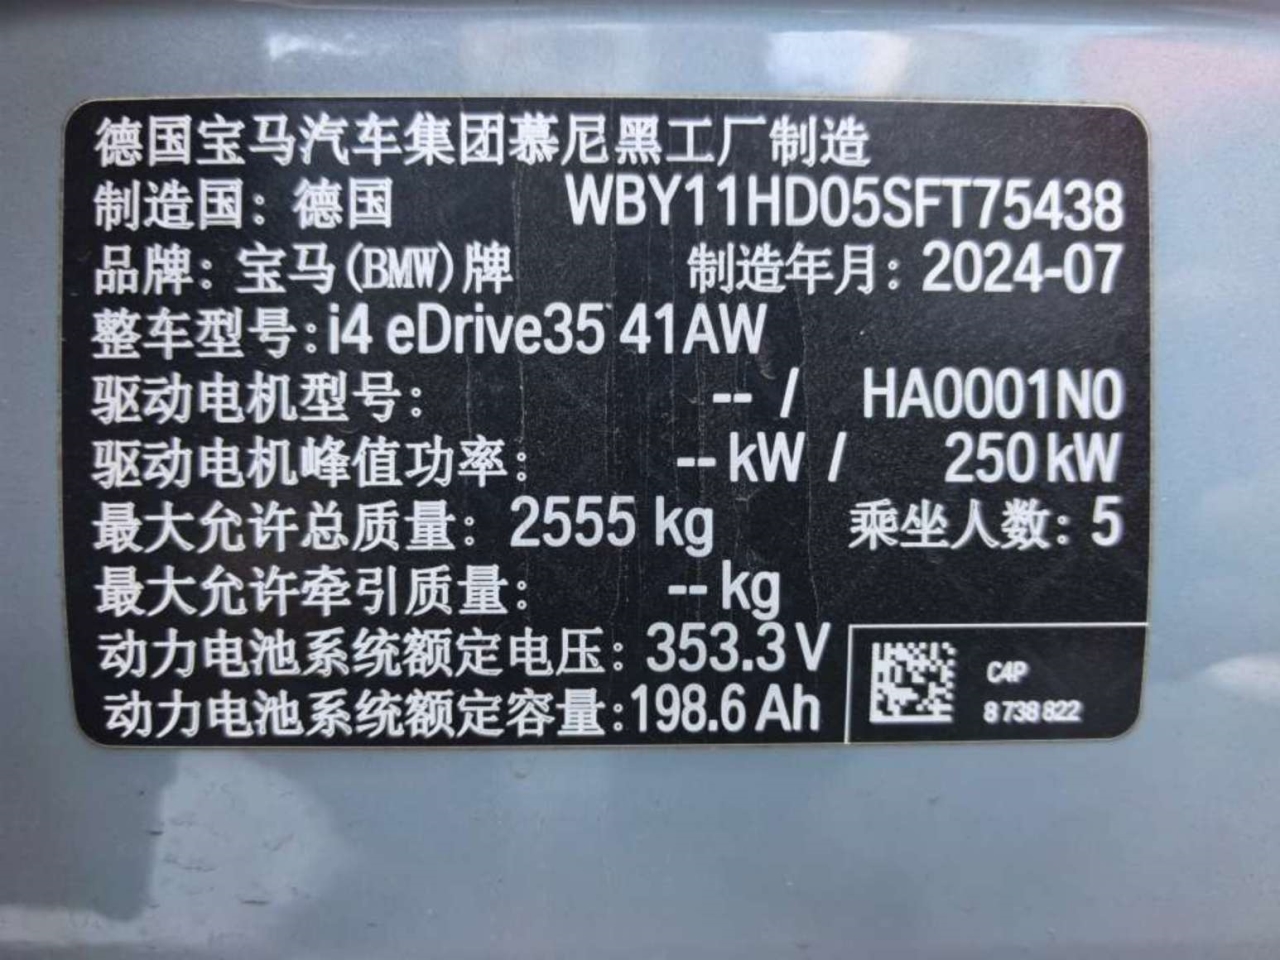 德国宝马汽车集团慕尼黑工厂制造
制造国：德国 WBY11HD05SFT75438
品牌：宝马(BMW)牌 制造年月：2024-07
整车型号：i4 eDrive35 41AW
驱动电机型号： -- / HA0001N0
驱动电机峰值功率： -- kW / 250 kW
最大允许总质量：2555 kg 乘坐人数：5
最大允许牵引质量： -- kg
动力电池系统额定电压：353.3 V
动力电池系统额定容量：198.6 Ah
C4P
8 738 822